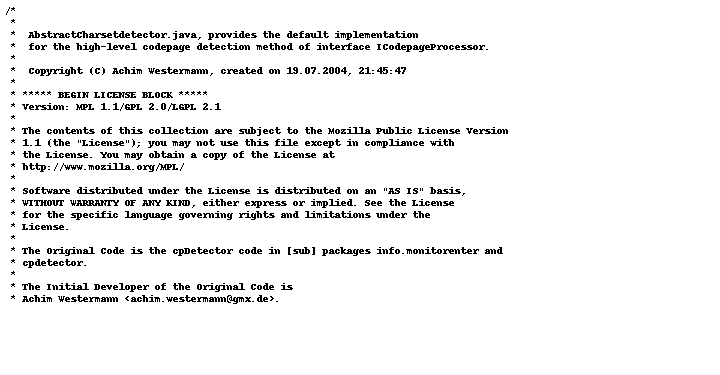 /*
 *
 *  AbstractCharsetdetector.java, provides the default implementation
 *  for the high-level codepage detection method of interface ICodepageProcessor.
 *
 *  Copyright (C) Achim Westermann, created on 19.07.2004, 21:45:47
 *
 * ***** BEGIN LICENSE BLOCK *****
 * Version: MPL 1.1/GPL 2.0/LGPL 2.1
 *
 * The contents of this collection are subject to the Mozilla Public License Version
 * 1.1 (the "License"); you may not use this file except in compliance with
 * the License. You may obtain a copy of the License at
 * http://www.mozilla.org/MPL/
 *
 * Software distributed under the License is distributed on an "AS IS" basis,
 * WITHOUT WARRANTY OF ANY KIND, either express or implied. See the License
 * for the specific language governing rights and limitations under the
 * License.
 *
 * The Original Code is the cpDetector code in [sub] packages info.monitorenter and
 * cpdetector.
 *
 * The Initial Developer of the Original Code is
 * Achim Westermann <achim.westermann@gmx.de>.